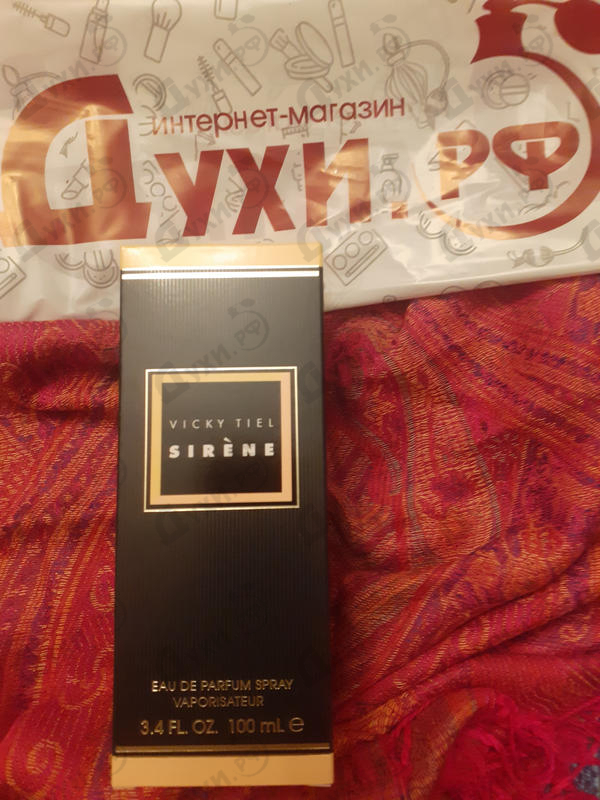 интернет-магазин
Духи.рф
VICKY TIEL
SIRÈNE
EAU DE PARFUM SPRAY
VAPORISATEUR
3.4 FL. OZ. 100 mL ℮